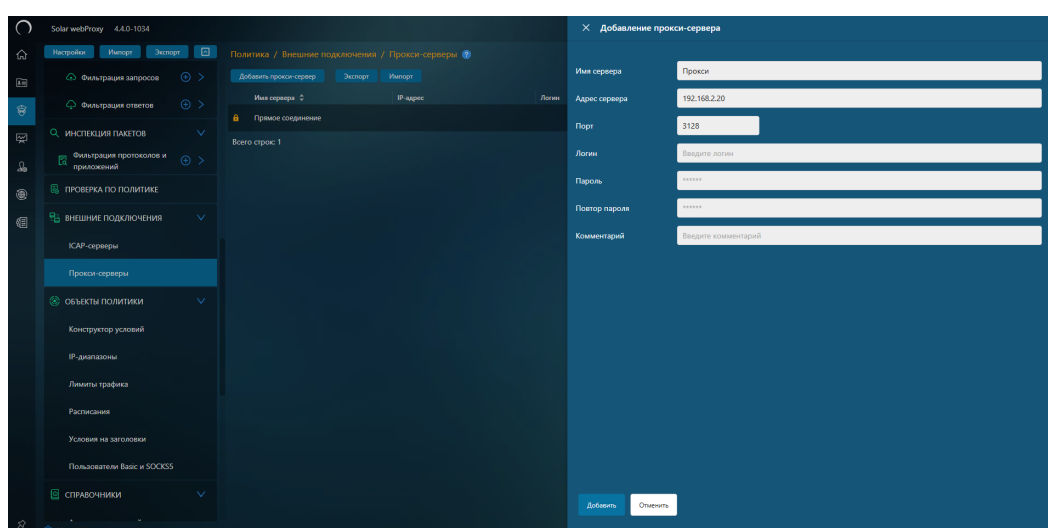 Solar webProxy 4.4.0-1034
Настройки Импорт Экспорт
Фильтрация запросов
Фильтрация ответов
ИНСПЕКЦИЯ ПАКЕТОВ
Фильтрация протоколов и
приложений
ПРОВЕРКА ПО ПОЛИТИКЕ
ВНЕШНИЕ ПОДКЛЮЧЕНИЯ
ICAP-серверы
Прокси-серверы
ОБЪЕКТЫ ПОЛИТИКИ
Конструктор условий
IP-диапазоны
Лимиты трафика
Расписания
Условия на заголовки
Пользователи Basic и SOCKS5
СПРАВОЧНИКИ
Политика / Внешние подключения / Прокси-серверы ?
Добавить прокси-сервер Экспорт Импорт
Имя сервера IP-адрес Логин
Прямое соединение
Всего строк: 1
Добавление прокси-сервера
Имя сервера Прокси
Адрес сервера 192.168.2.20
Порт 3128
Логин Введите логин
Пароль ******
Повтор пароля ******
Комментарий Введите комментарий
Добавить Отменить